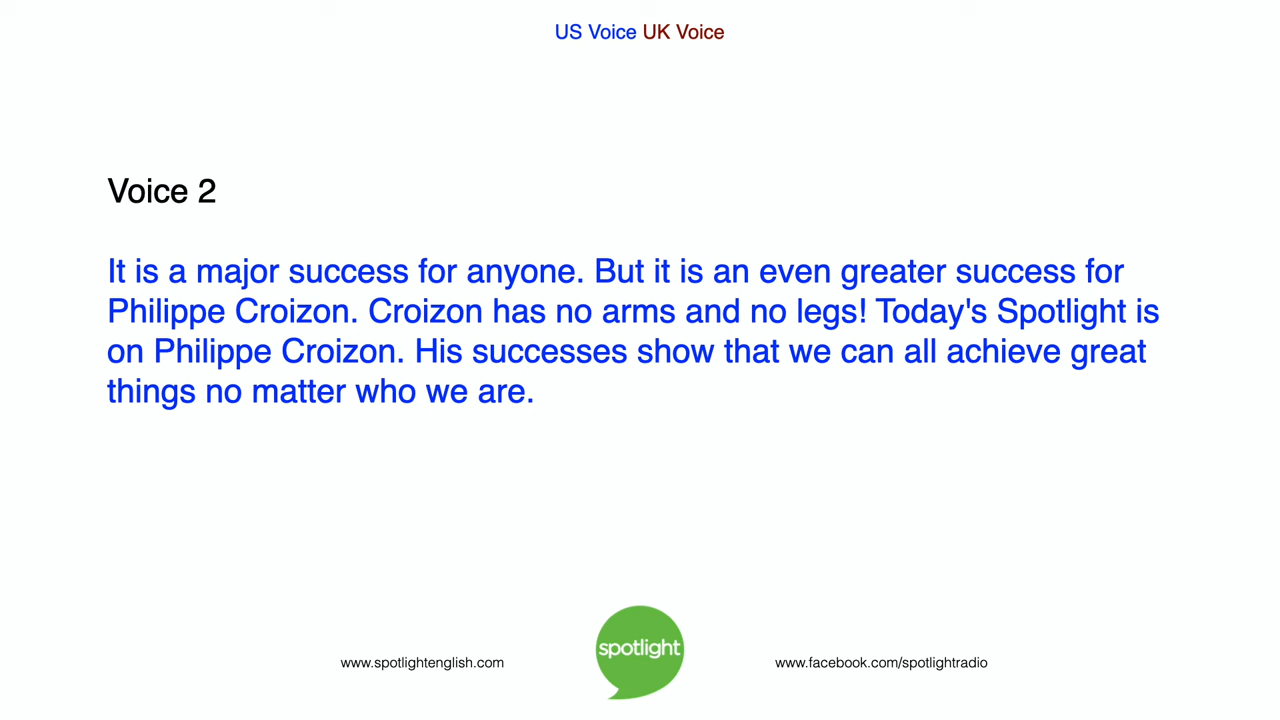 US Voice UK Voice
Voice 2
It is a major success for anyone. But it is an even greater success for
Philippe Croizon. Croizon has no arms and no legs! Today's Spotlight is
on Philippe Croizon. His successes show that we can all achieve great
things no matter who we are.
spotlight
www.spotlightenglish.com
www.facebook.com/spotlightradio